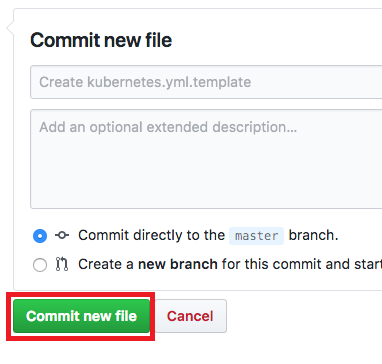 Commit new file
Create kubernetes.yml.template
Add an optional extended description...
Commit directly to the master branch.
Create a new branch for this commit and start
Commit new file
Cancel